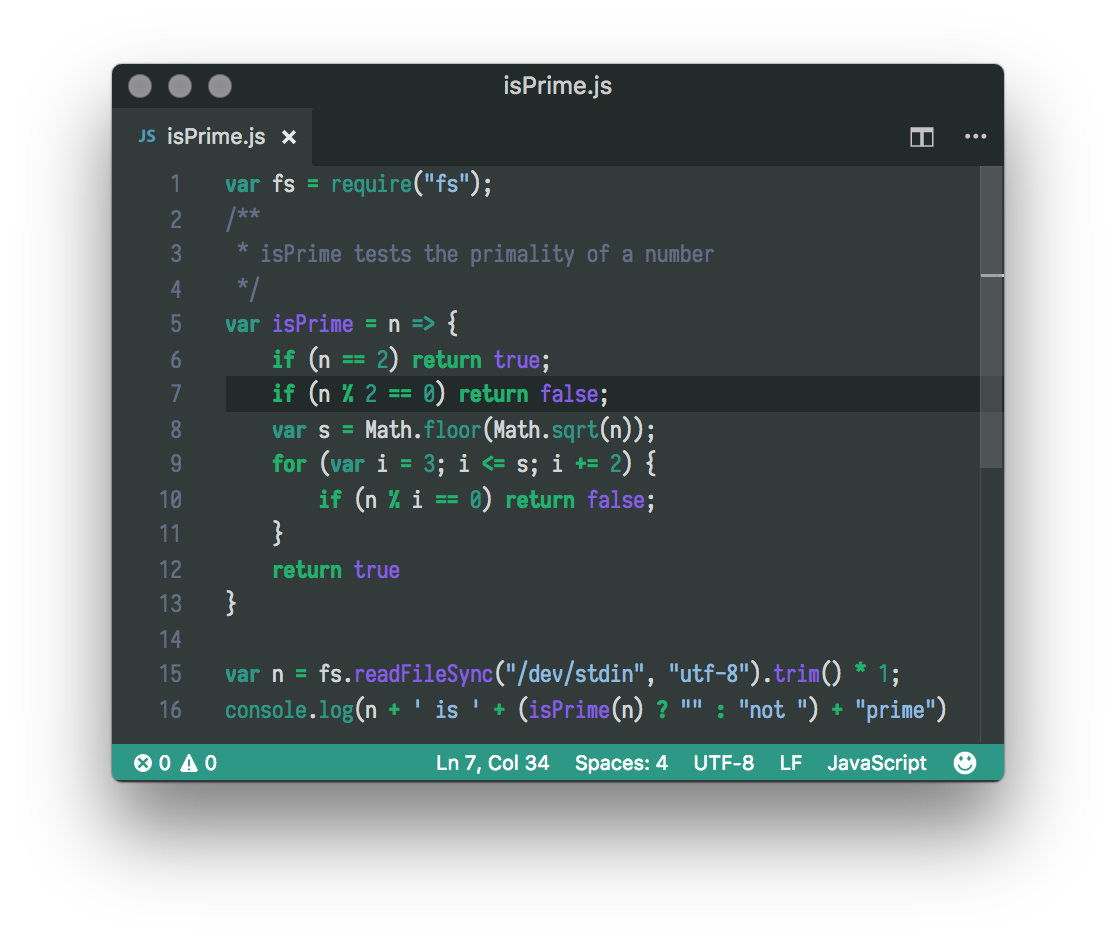 isPrime.js
JS isPrime.js ×
1 var fs = require("fs");
2 /**
3  * isPrime tests the primality of a number
4  */
5 var isPrime = n => {
6     if (n == 2) return true;
7     if (n % 2 == 0) return false;
8     var s = Math.floor(Math.sqrt(n));
9     for (var i = 3; i <= s; i += 2) {
10         if (n % i == 0) return false;
11     }
12     return true
13 }
14
15 var n = fs.readFileSync("/dev/stdin", "utf-8").trim() * 1;
16 console.log(n + ' is ' + (isPrime(n) ? "" : "not ") + "prime")
0 0 Ln 7, Col 34 Spaces: 4 UTF-8 LF JavaScript